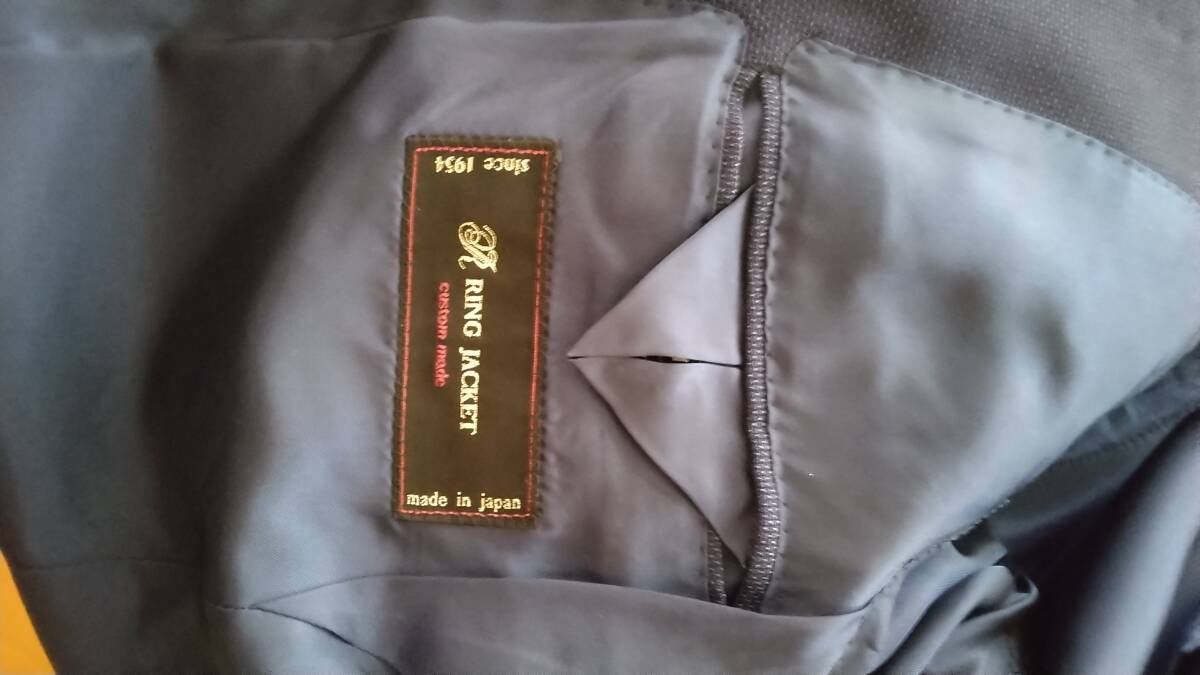 since 1954
R RING JACKET
custom made
made in japan